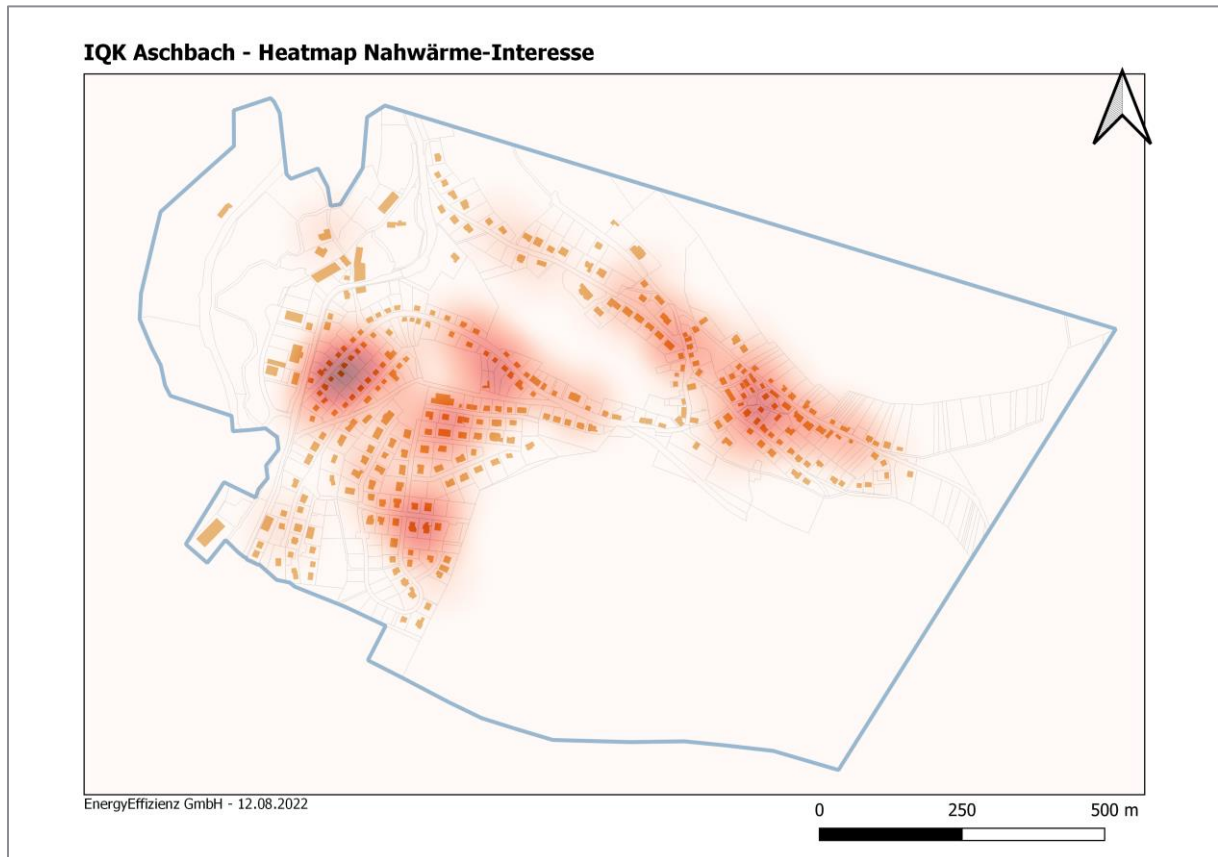 IQK Aschbach - Heatmap Nahwärme-Interesse
EnergyEffizienz GmbH - 12.08.2022
0 250 500 m